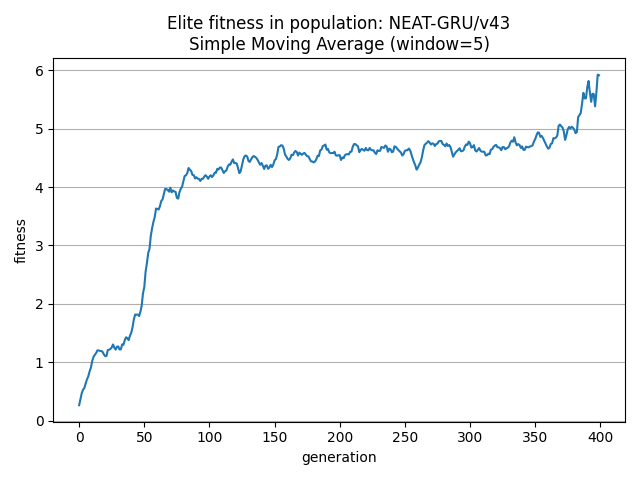 Elite fitness in population: NEAT-GRU/v43
Simple Moving Average (window=5)
6
5
4
3
2
1
0
fitness
0 50 100 150 200 250 300 350 400
generation